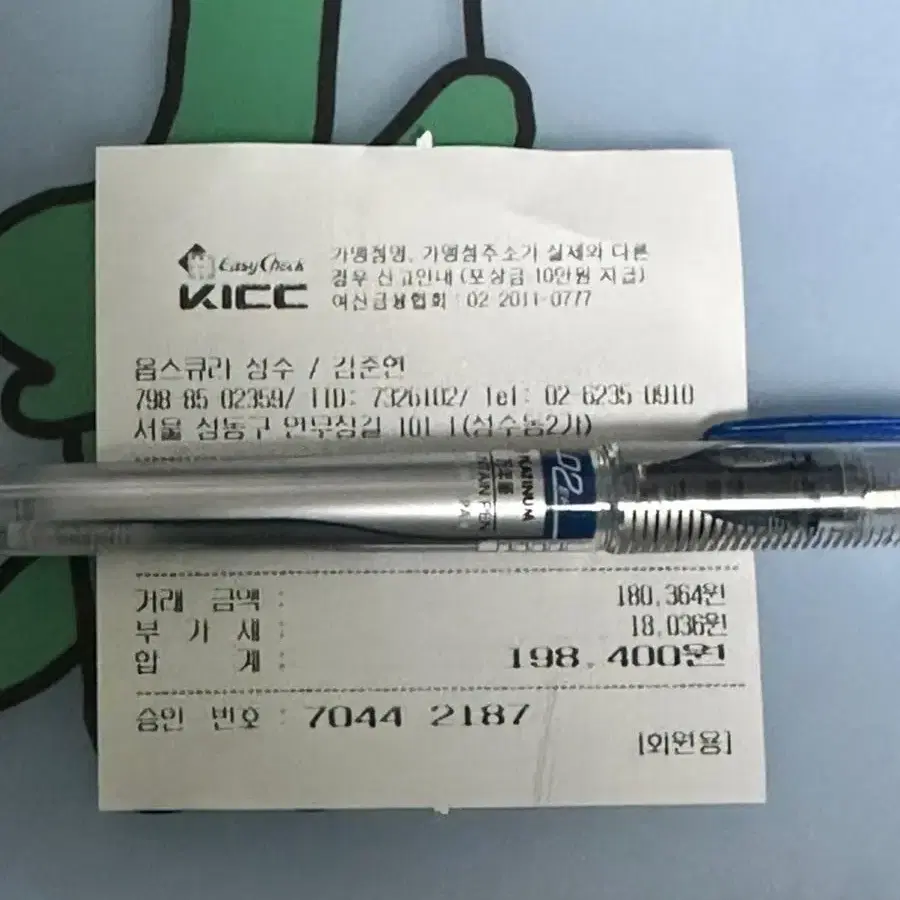 EasyCheck
KICC
가맹점명, 가맹점주소가 실제와 다른
경우 신고안내 (포상금 10만원 지급)
여신금융협회 : 02-2011-0777
옵스큐라 성수 / 김준연
798-85-02359/ TID: 7326102/ Tel: 02-6235-0910
서울 성동구 연무장길 101-1(성수동2가)
PLATINUM
거래 금액 : 180,364원
부 가 세 : 18,036원
합 계 : 198,400원
승인 번호 : 7044 2187
[회원용]